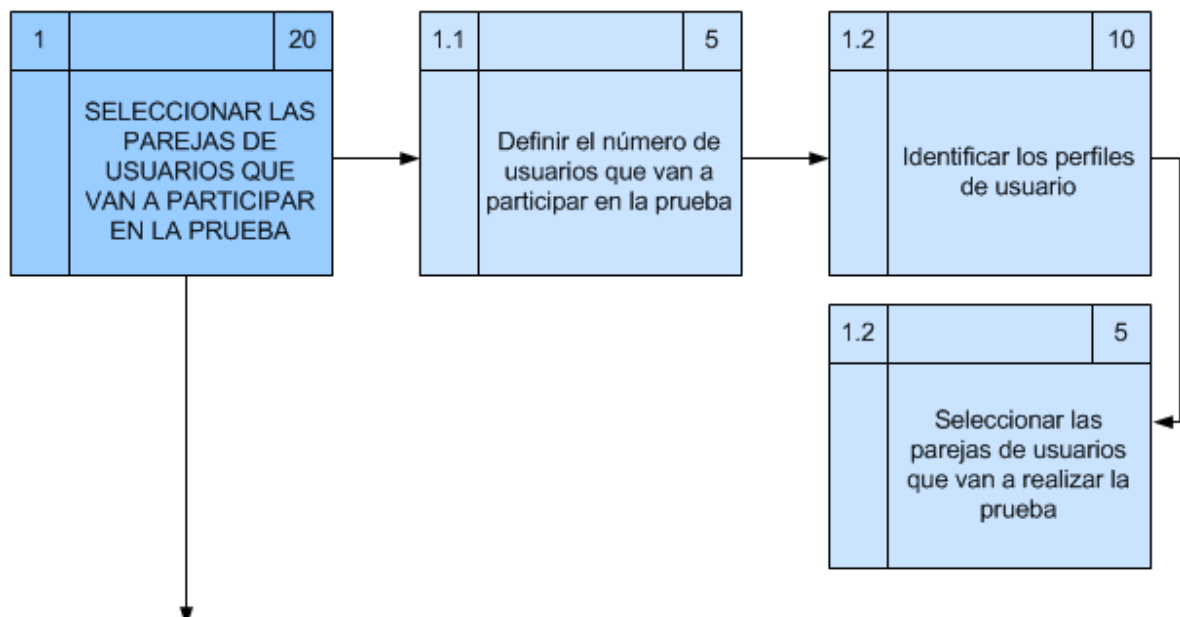 1 20
SELECCIONAR LAS
PAREJAS DE
USUARIOS QUE
VAN A PARTICIPAR
EN LA PRUEBA
1.1 5
Definir el número de
usuarios que van a
participar en la prueba
1.2 10
Identificar los perfiles
de usuario
1.2 5
Seleccionar las
parejas de usuarios
que van a realizar la
prueba